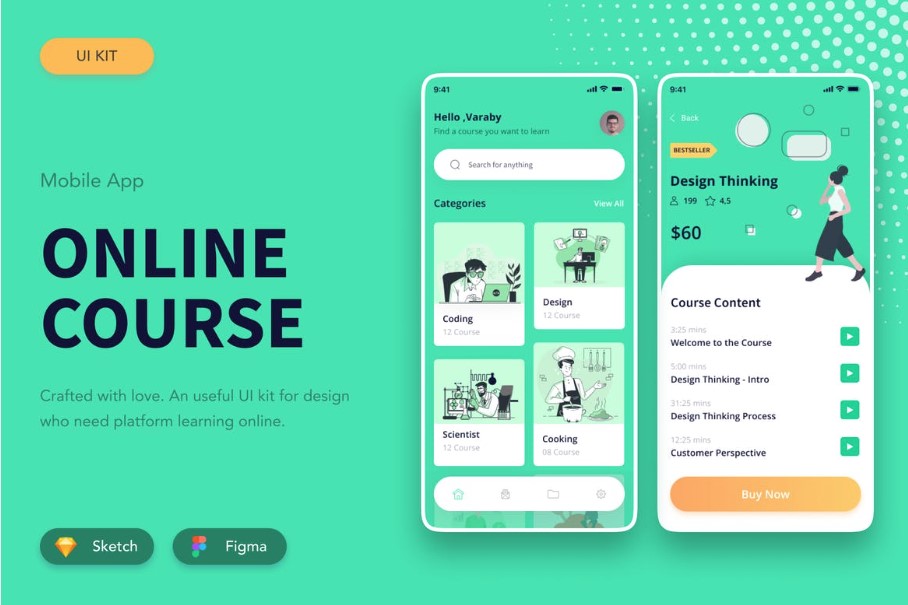 UI KIT
Mobile App
ONLINE
COURSE
Crafted with love. An useful UI kit for design
who need platform learning online.
Sketch
Figma
9:41
Hello ,Varaby
Find a course you want to learn
Search for anything
Categories
View All
Coding
12 Course
Design
12 Course
Scientist
12 Course
Cooking
08 Course
9:41
Back
BESTSELLER
Design Thinking
199
4,5
$60
Course Content
3:25 mins
Welcome to the Course
5:00 mins
Design Thinking - Intro
31:25 mins
Design Thinking Process
12:25 mins
Customer Perspective
Buy Now